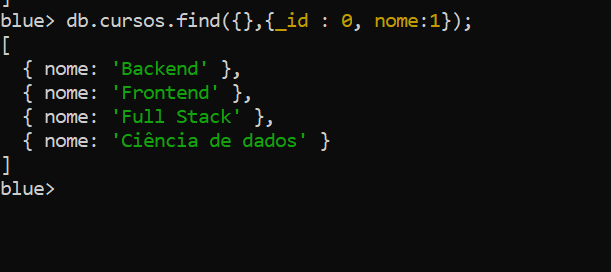 ]
blue> db.cursos.find({},{_id : 0, nome:1});
[
  { nome: 'Backend' },
  { nome: 'Frontend' },
  { nome: 'Full Stack' },
  { nome: 'Ciência de dados' }
]
blue>